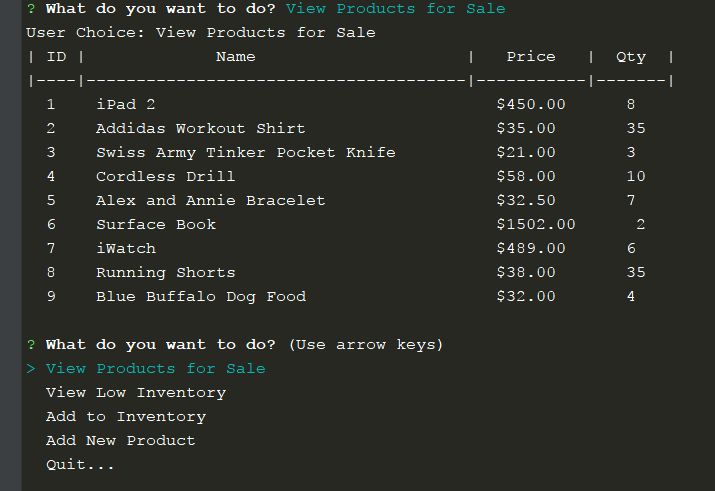 ? What do you want to do? View Products for Sale
User Choice: View Products for Sale
| ID | Name | Price | Qty |
|----|--------------------------------------|-----------|-------|
1 iPad 2 $450.00 8
2 Addidas Workout Shirt $35.00 35
3 Swiss Army Tinker Pocket Knife $21.00 3
4 Cordless Drill $58.00 10
5 Alex and Annie Bracelet $32.50 7
6 Surface Book $1502.00 2
7 iWatch $489.00 6
8 Running Shorts $38.00 35
9 Blue Buffalo Dog Food $32.00 4
? What do you want to do? (Use arrow keys)
> View Products for Sale
View Low Inventory
Add to Inventory
Add New Product
Quit...